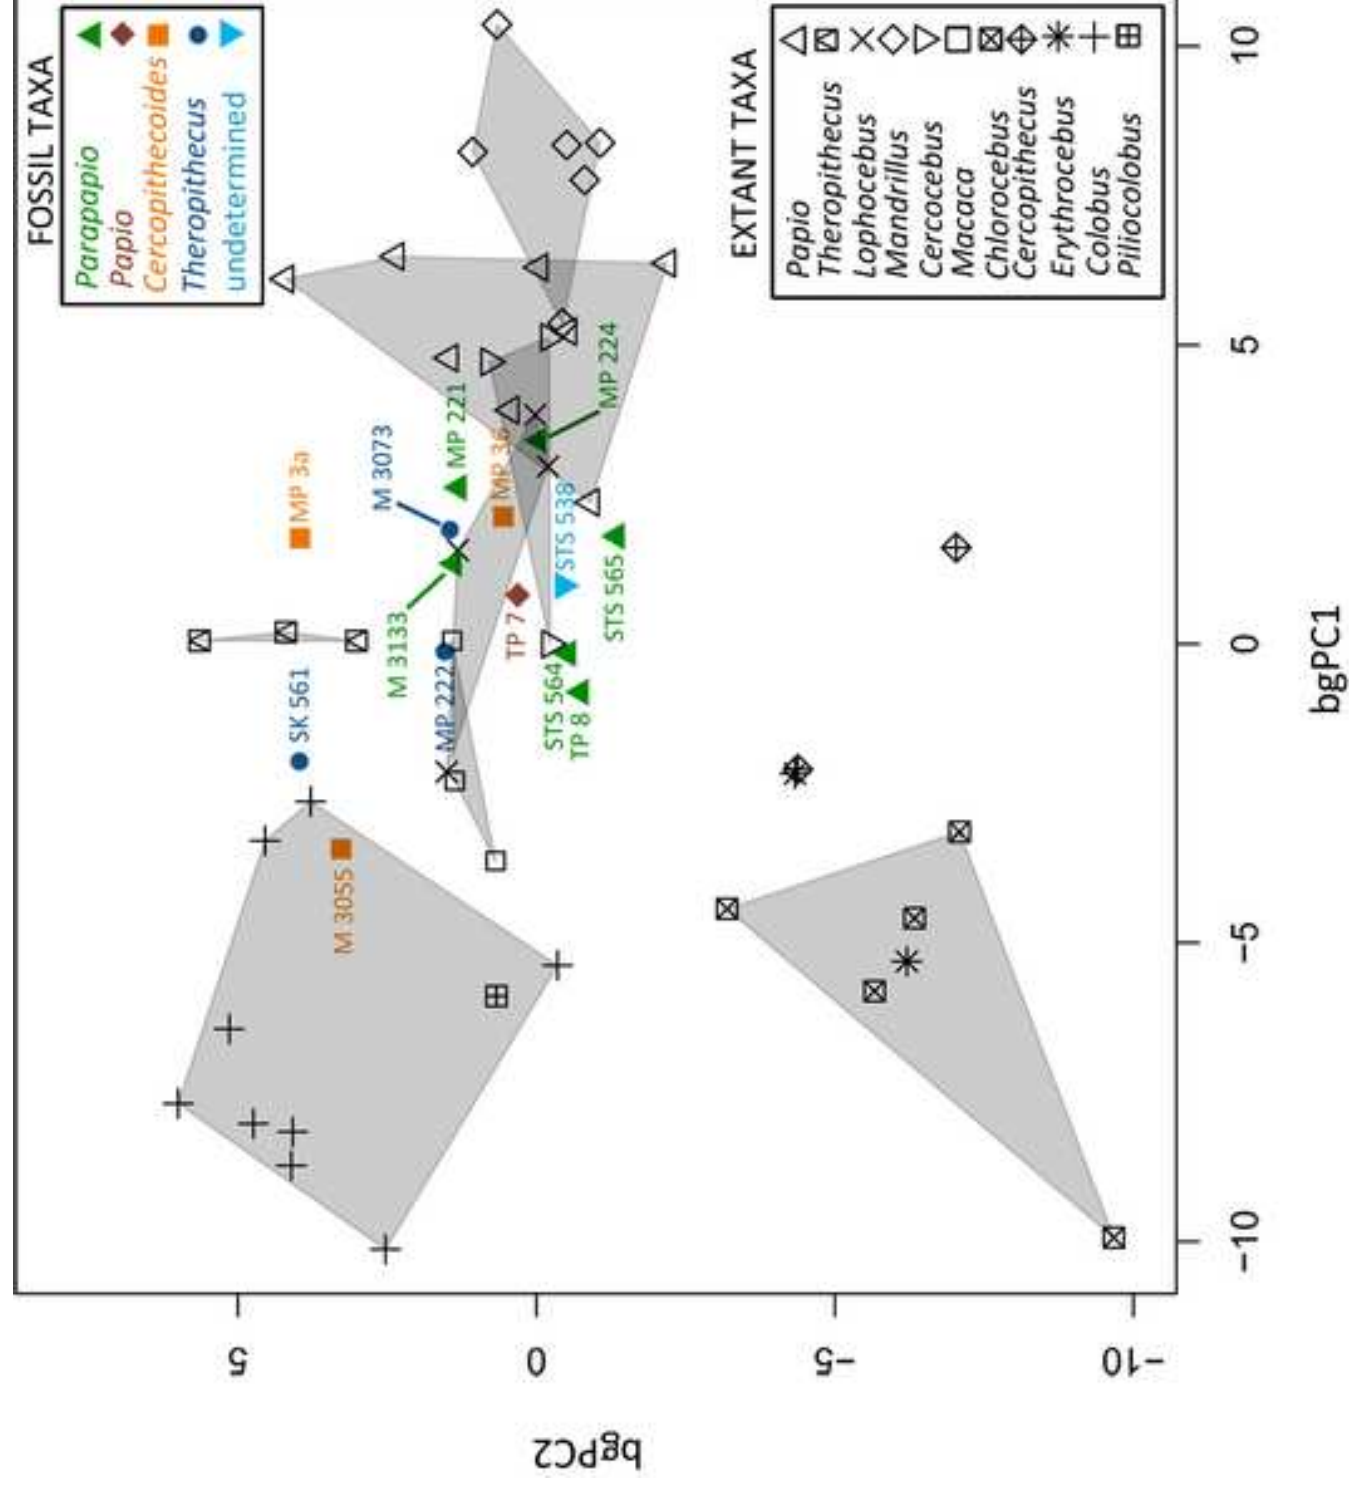 FOSSIL TAXA
Parapapio
Papio
Cercopithecoides
Theropithecus
undetermined
EXTANT TAXA
Papio
Theropithecus
Lophocebus
Mandrillus
Cercocebus
Macaca
Chlorocebus
Cercopithecus
Erythrocebus
Colobus
Piliocolobus
SK 561
MP 3a
M 3055
M 3133
M 3073
MP 222
MP 221
MP 36
TP 7
STS 564
TP 8
STS 538
STS 565
MP 224
bgPC2
5
0
−5
−10
bgPC1
−10
−5
0
5
10